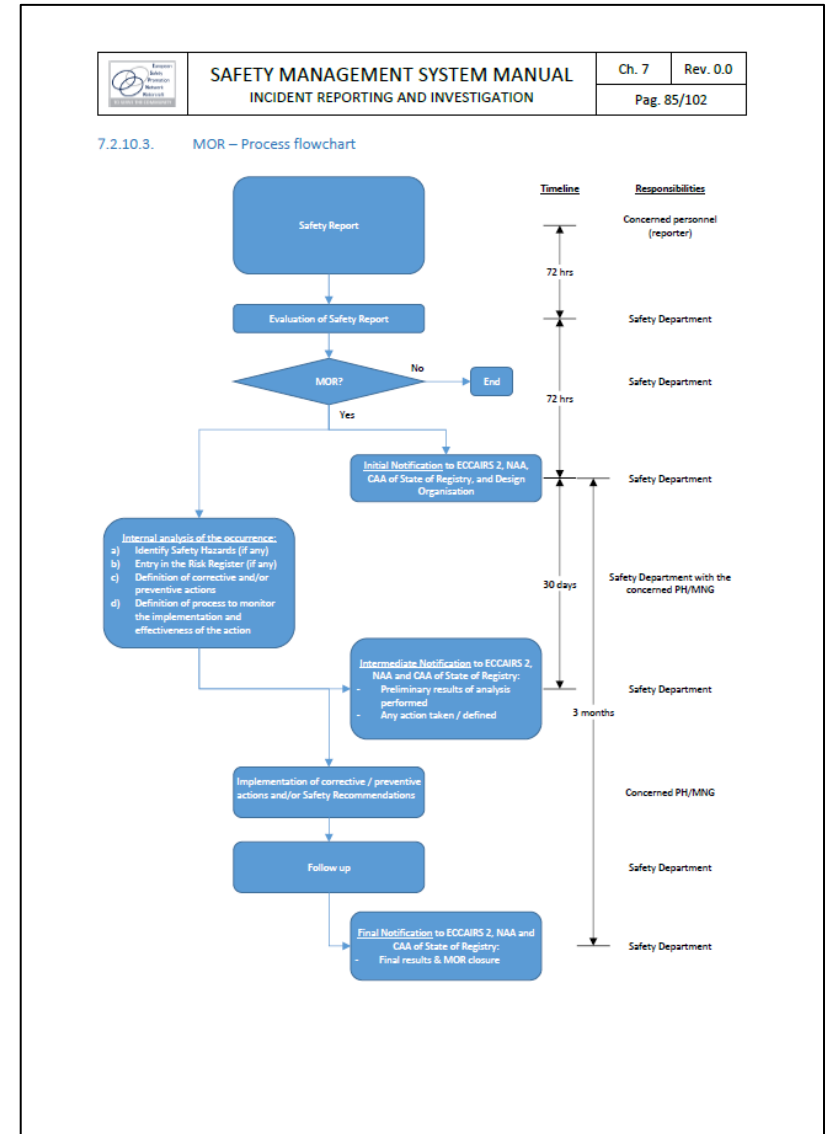 European
Safety
Promotion
Network
Rotorcraft
SAFETY MANAGEMENT SYSTEM MANUAL
INCIDENT REPORTING AND INVESTIGATION
Ch. 7
Rev. 0.0
Pag. 85/102
7.2.10.3. MOR – Process flowchart
Timeline
Responsibilities
Safety Report
Concerned personnel
(reporter)
72 hrs
Evaluation of Safety Report
Safety Department
MOR?
No
End
Safety Department
72 hrs
Yes
Initial Notification to ECCAIRS 2, NAA,
CAA of State of Registry, and Design
Organisation
Safety Department
Internal analysis of the occurrence:
a) Identify Safety Hazards (if any)
b) Entry in the Risk Register (if any)
c) Definition of corrective and/or
preventive actions
d) Definition of process to monitor
the implementation and
effectiveness of the action
30 days
Safety Department with the
concerned PH/MNG
Intermediate Notification to ECCAIRS 2,
NAA and CAA of State of Registry:
- Preliminary results of analysis
performed
- Any action taken / defined
Safety Department
3 months
Implementation of corrective / preventive
actions and/or Safety Recommendations
Concerned PH/MNG
Follow up
Safety Department
Final Notification to ECCAIRS 2, NAA and
CAA of State of Registry:
- Final results & MOR closure
Safety Department